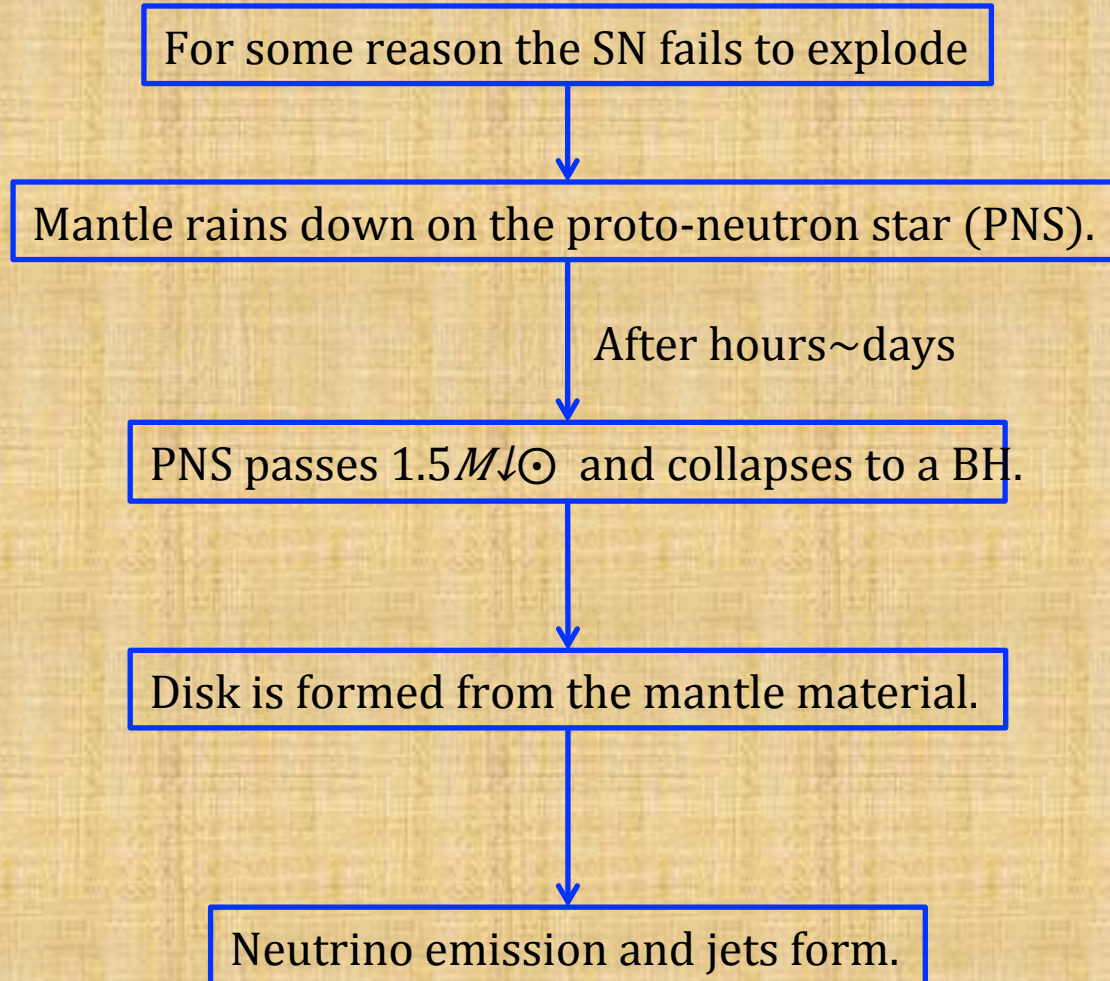 For some reason the SN fails to explode
Mantle rains down on the proto-neutron star (PNS).
After hours~days
PNS passes 1.5𝑀↓⊙ and collapses to a BH.
Disk is formed from the mantle material.
Neutrino emission and jets form.